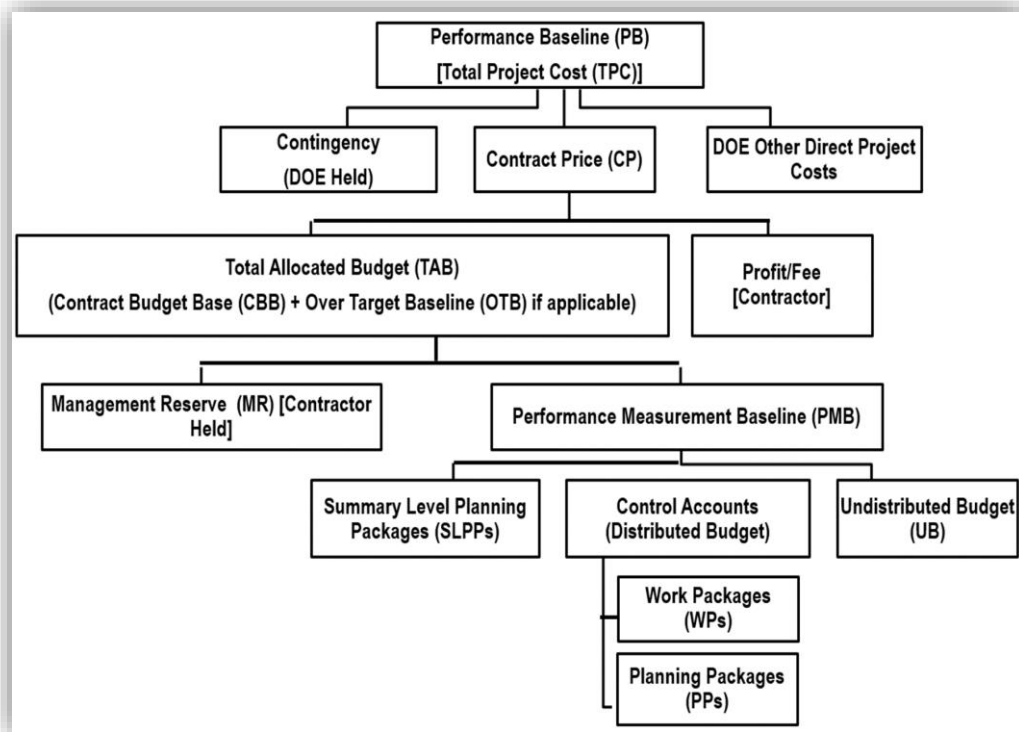 Performance Baseline (PB)
[Total Project Cost (TPC)]
Contingency
(DOE Held)
Contract Price (CP)
DOE Other Direct Project
Costs
Total Allocated Budget (TAB)
(Contract Budget Base (CBB) + Over Target Baseline (OTB) if applicable)
Profit/Fee
[Contractor]
Management Reserve (MR) [Contractor
Held]
Performance Measurement Baseline (PMB)
Summary Level Planning
Packages (SLPPs)
Control Accounts
(Distributed Budget)
Undistributed Budget
(UB)
Work Packages
(WPs)
Planning Packages
(PPs)